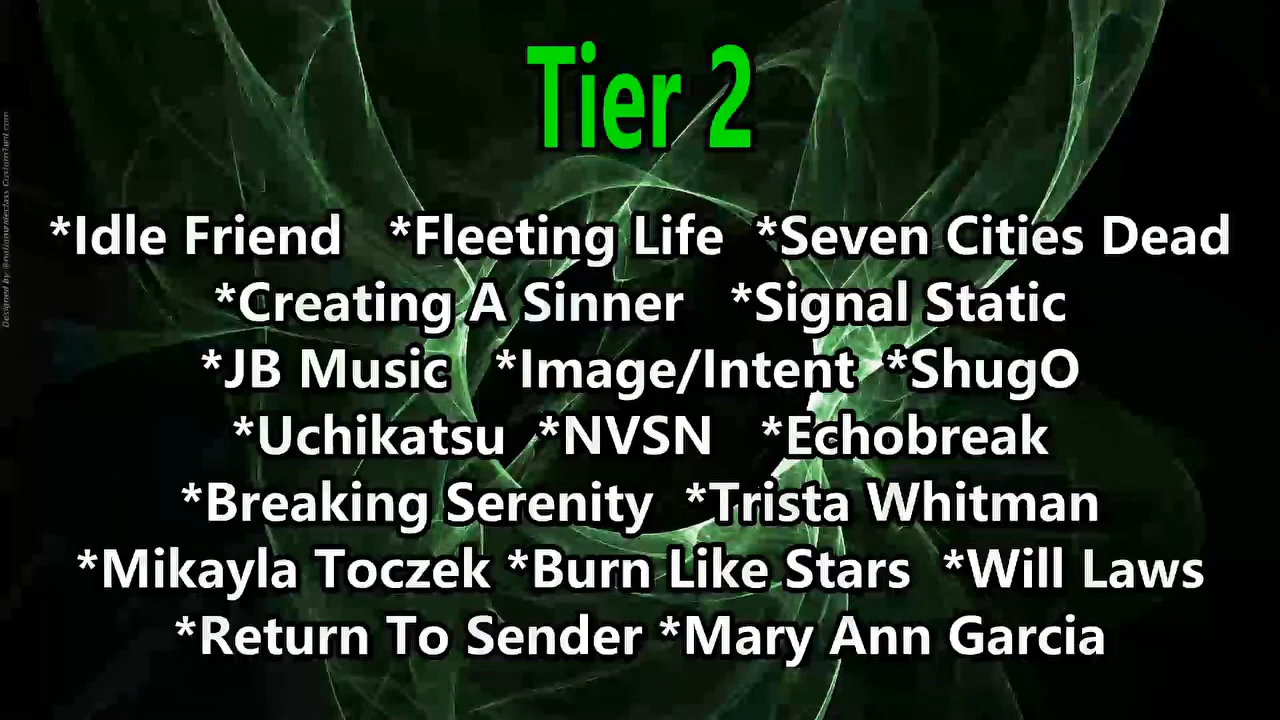 Tier 2
*Idle Friend *Fleeting Life *Seven Cities Dead
*Creating A Sinner *Signal Static
*JB Music *Image/Intent *ShugO
*Uchikatsu *NVSN *Echobreak
*Breaking Serenity *Trista Whitman
*Mikayla Toczek *Burn Like Stars *Will Laws
*Return To Sender *Mary Ann Garcia
Designed by